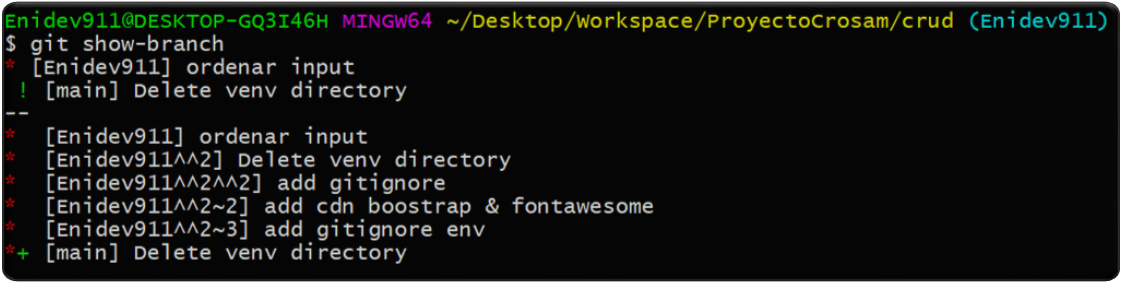 Enidev911@DESKTOP-GQ3I46H MINGW64 ~/Desktop/Workspace/ProyectoCrosam/crud (Enidev911)
$ git show-branch
* [Enidev911] ordenar input
 ! [main] Delete venv directory
--
*  [Enidev911] ordenar input
*  [Enidev911^^2] Delete venv directory
*  [Enidev911^^2^^2] add gitignore
*  [Enidev911^^2~2] add cdn boostrap & fontawesome
*  [Enidev911^^2~3] add gitignore env
*+ [main] Delete venv directory